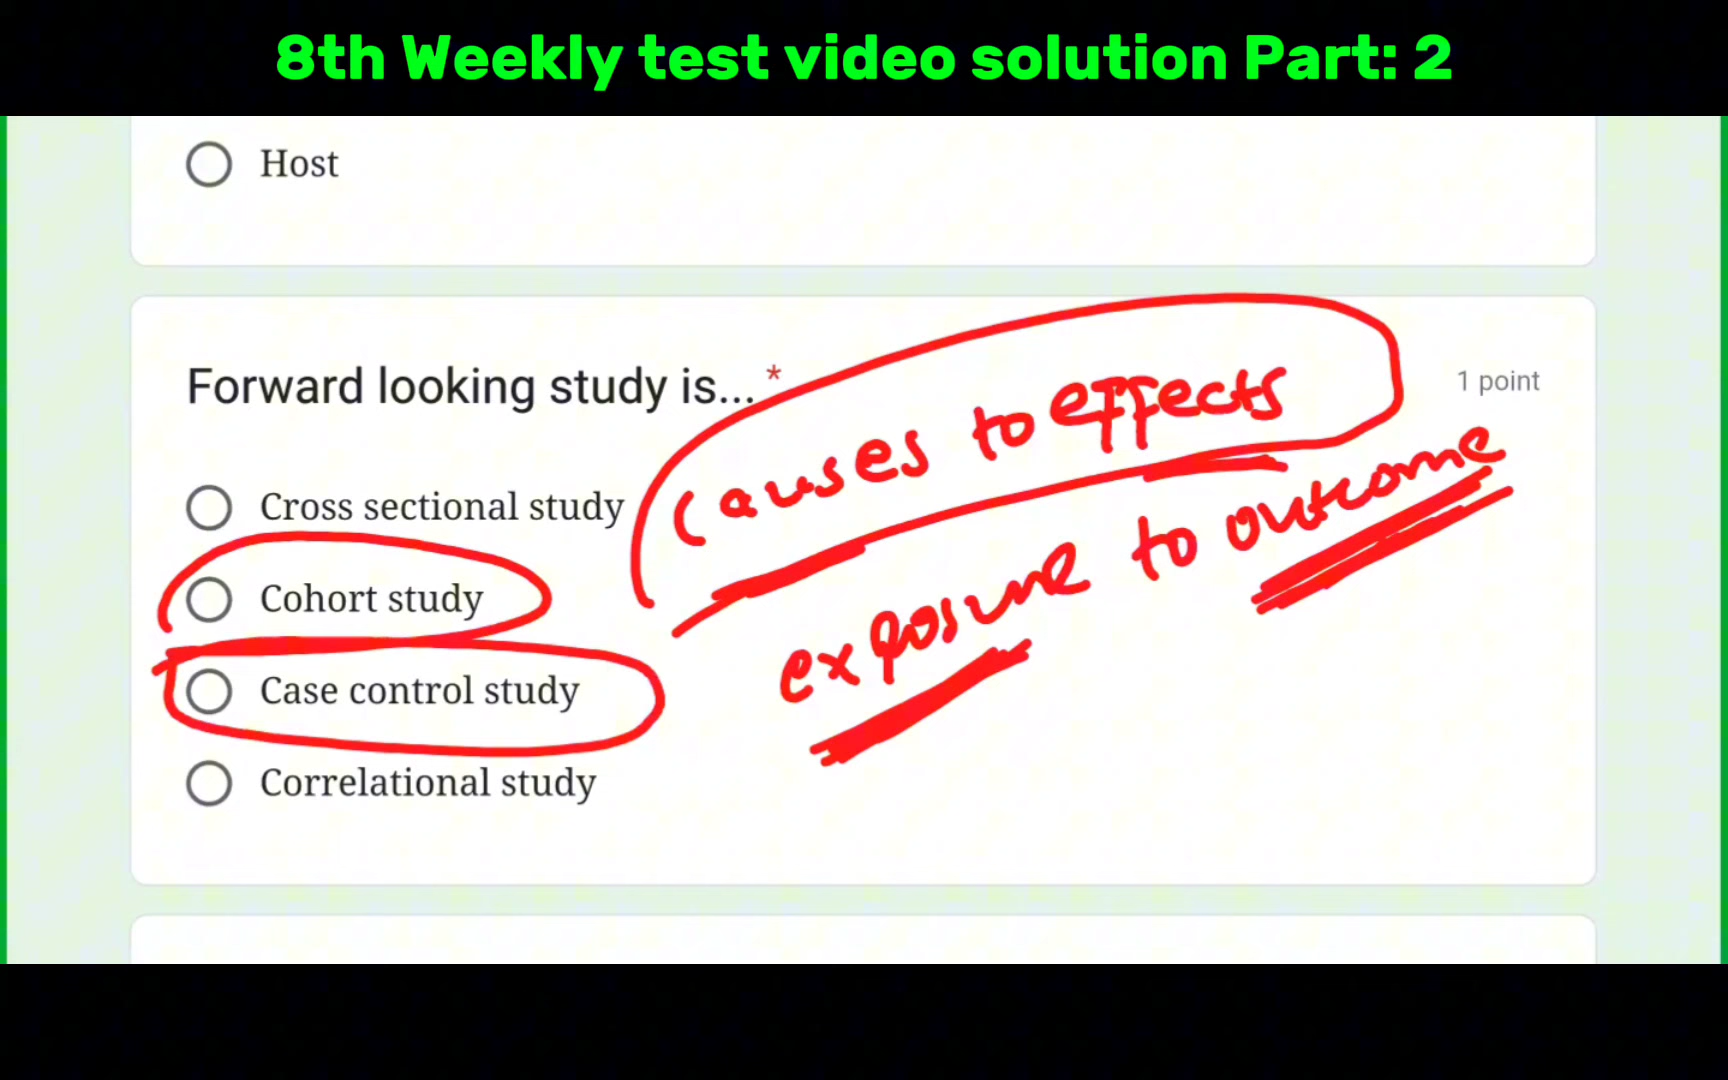 8th Weekly test video solution Part: 2
Host
Forward looking study is... *
1 point
causes to effects
Cross sectional study
exposure to outcome
Cohort study
Case control study
Correlational study